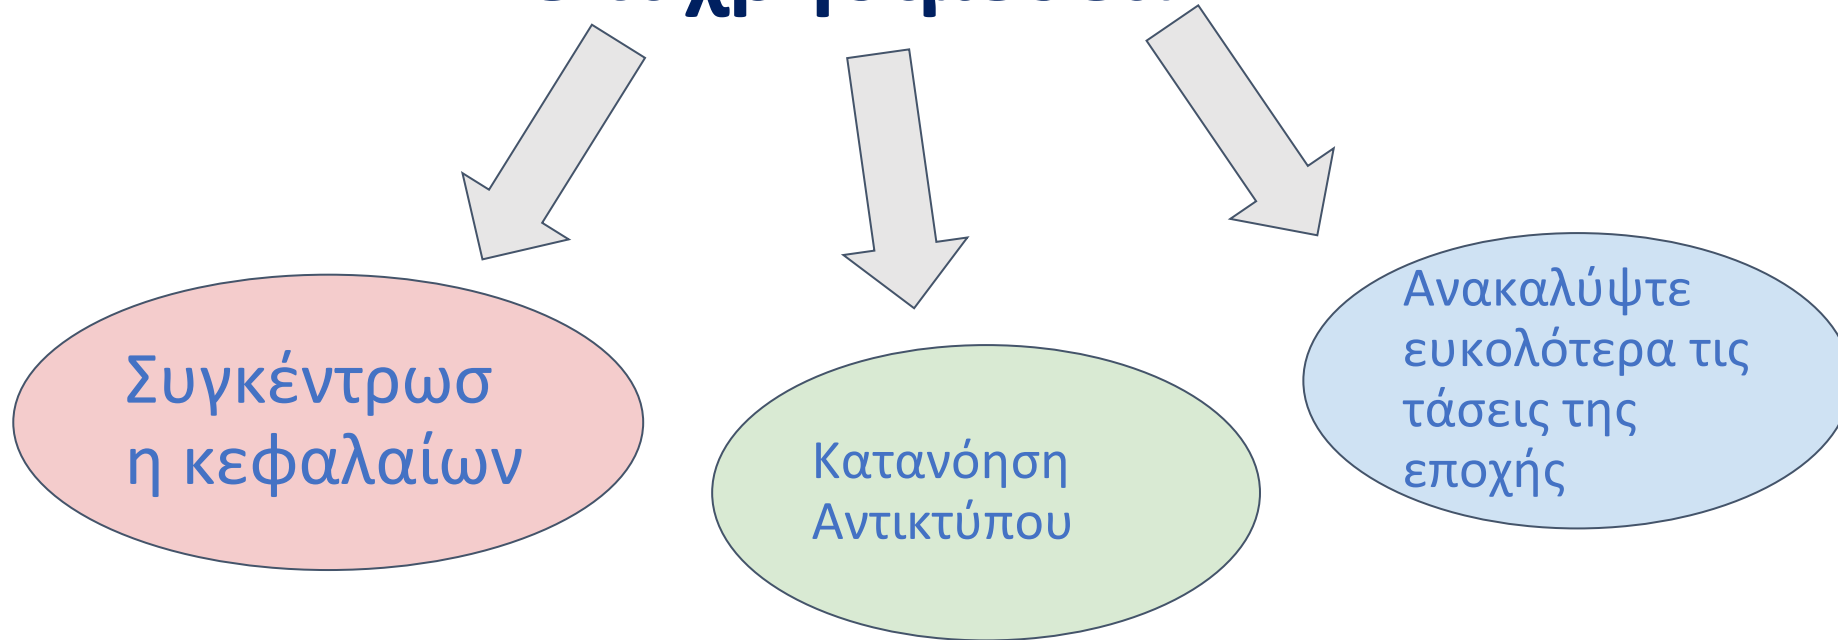 Συγκέντρωσ
η κεφαλαίων
Κατανόηση
Αντικτύπου
Ανακαλύψτε
ευκολότερα τις
τάσεις της
εποχής